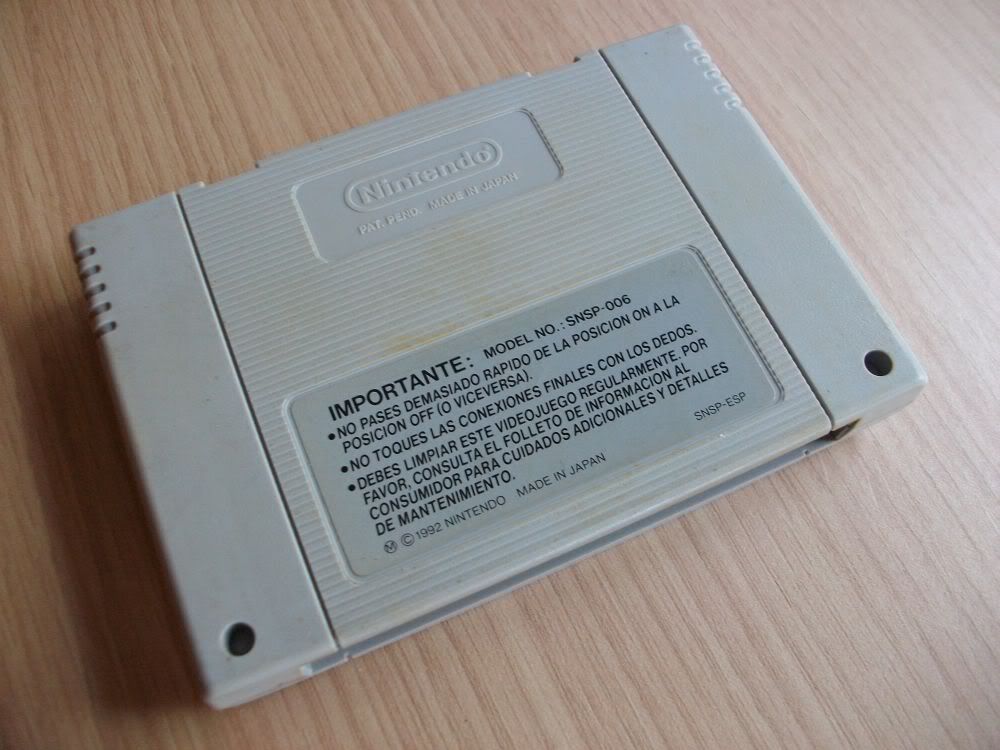 Nintendo
PAT. PEND. MADE IN JAPAN
IMPORTANTE: MODEL NO.: SNSP-006
•NO PASES DEMASIADO RAPIDO DE LA POSICION ON A LA
POSICION OFF (O VICEVERSA).
•NO TOQUES LAS CONEXIONES FINALES CON LOS DEDOS.
•DEBES LIMPIAR ESTE VIDEOJUEGO REGULARMENTE. POR
FAVOR, CONSULTA EL FOLLETO DE INFORMACION AL
CONSUMIDOR PARA CUIDADOS ADICIONALES Y DETALLES
DE MANTENIMIENTO.
SNSP-ESP
Ⓜ ©1992 NINTENDO MADE IN JAPAN